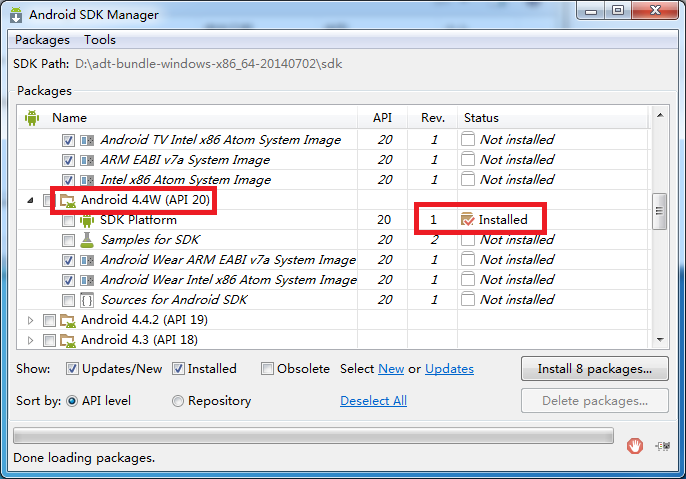 Android SDK Manager
Packages Tools
SDK Path: D:\adt-bundle-windows-x86_64-20140702\sdk
Packages
Name API Rev. Status
Android TV Intel x86 Atom System Image 20 1 Not installed
ARM EABI v7a System Image 20 1 Not installed
Intel x86 Atom System Image 20 1 Not installed
Android 4.4W (API 20)
SDK Platform 20 1 Installed
Samples for SDK 20 2 Not installed
Android Wear ARM EABI v7a System Image 20 1 Not installed
Android Wear Intel x86 Atom System Image 20 1 Not installed
Sources for Android SDK 20 1 Not installed
Android 4.4.2 (API 19)
Android 4.3 (API 18)
Show: Updates/New Installed Obsolete Select New or Updates Install 8 packages...
Sort by: API level Repository Deselect All Delete packages...
Done loading packages.